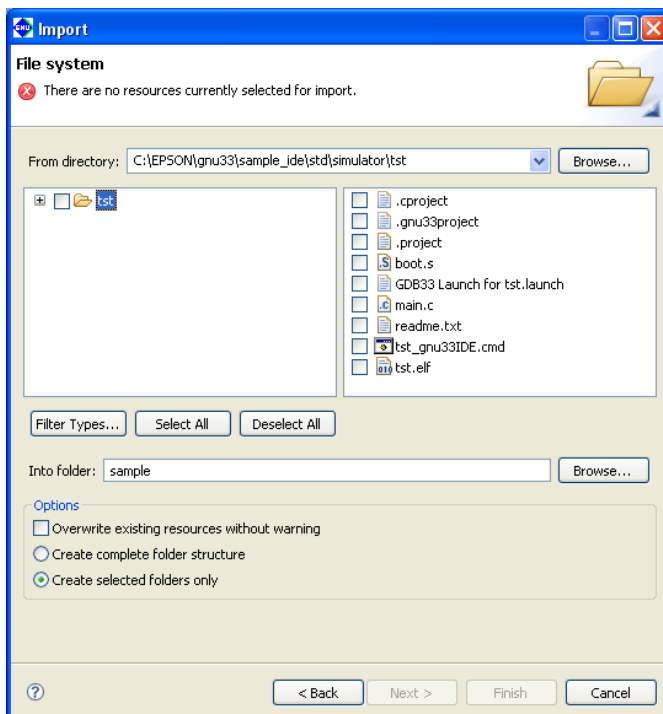 GNU Import
File system
There are no resources currently selected for import.
From directory: C:\EPSON\gnu33\sample_ide\std\simulator\tst Browse...
tst
.cproject
.gnu33project
.project
boot.s
GDB33 Launch for tst.launch
main.c
readme.txt
tst_gnu33IDE.cmd
tst.elf
Filter Types... Select All Deselect All
Into folder: sample Browse...
Options
Overwrite existing resources without warning
Create complete folder structure
Create selected folders only
< Back Next > Finish Cancel